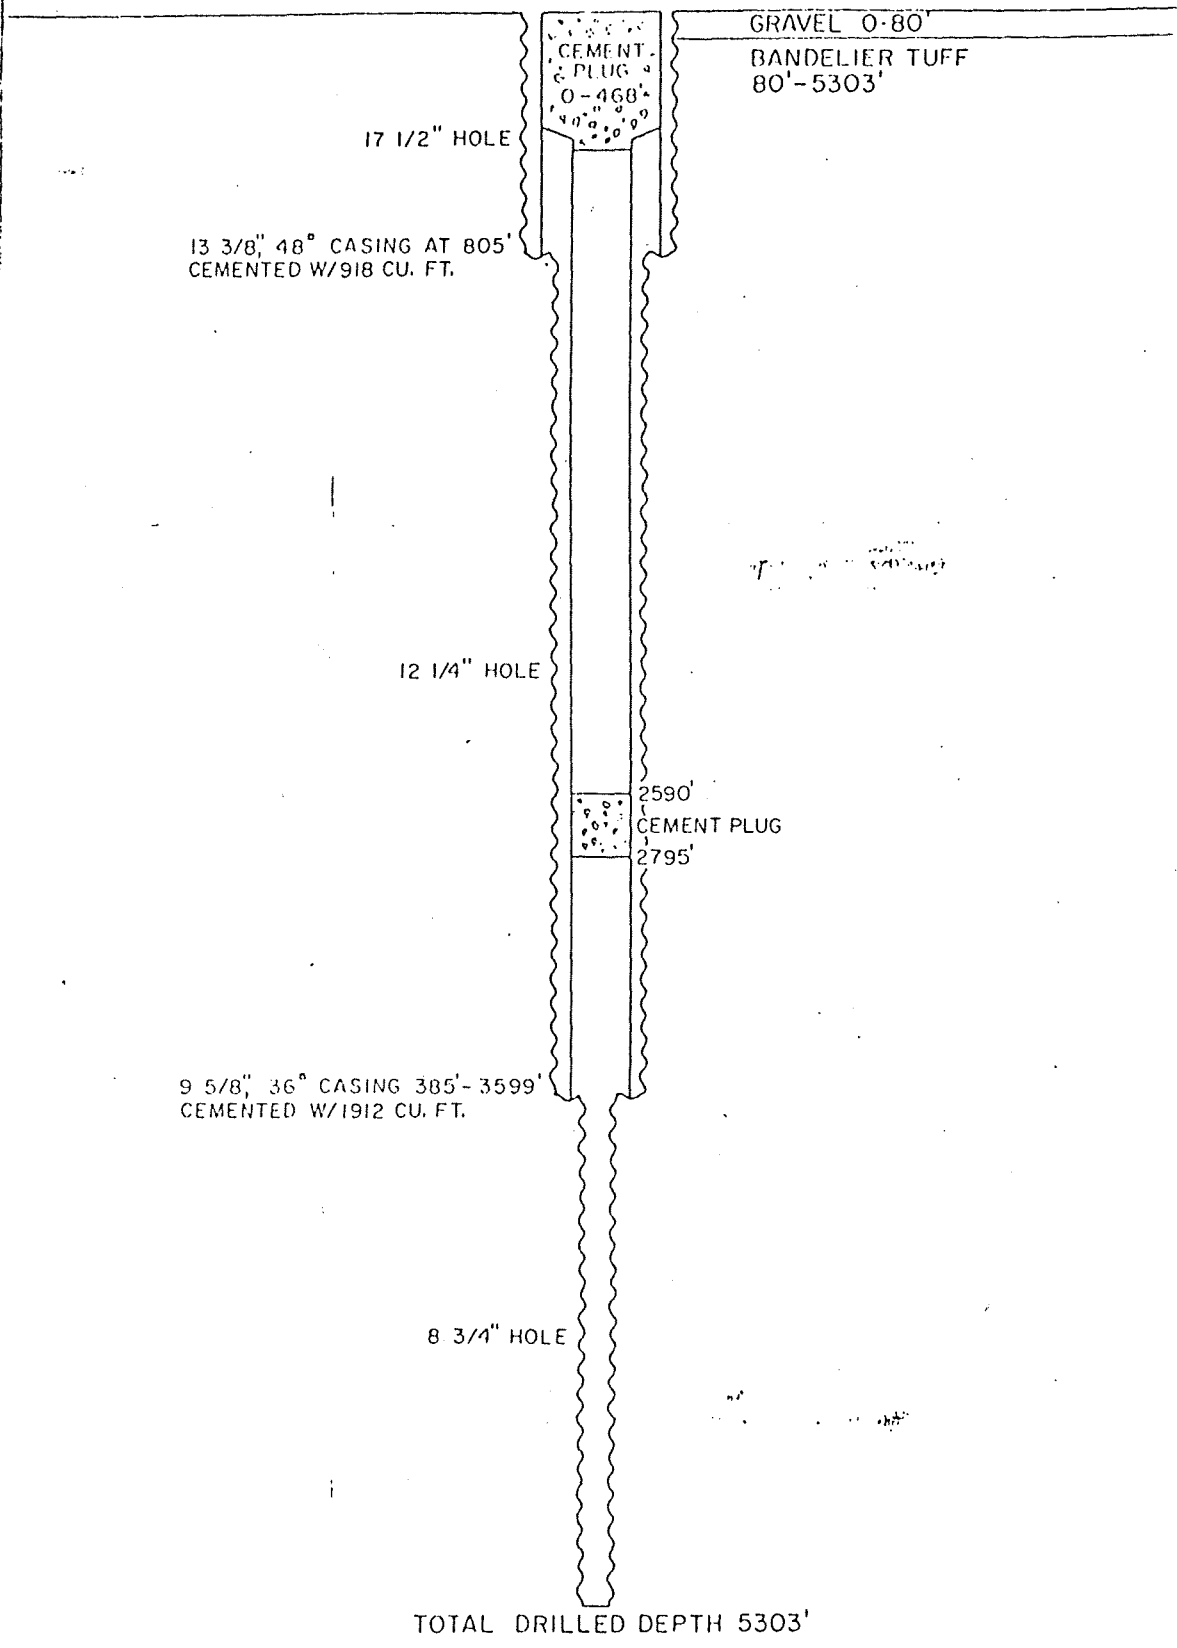 GRAVEL 0-80'
BANDELIER TUFF
80'-5303'
CEMENT
PLUG
0-468'
17 1/2" HOLE
13 3/8", 48# CASING AT 805'
CEMENTED W/918 CU. FT.
12 1/4" HOLE
2590'
CEMENT PLUG
2795'
9 5/8", 36# CASING 385'-3599'
CEMENTED W/1912 CU. FT.
8 3/4" HOLE
TOTAL DRILLED DEPTH 5303'